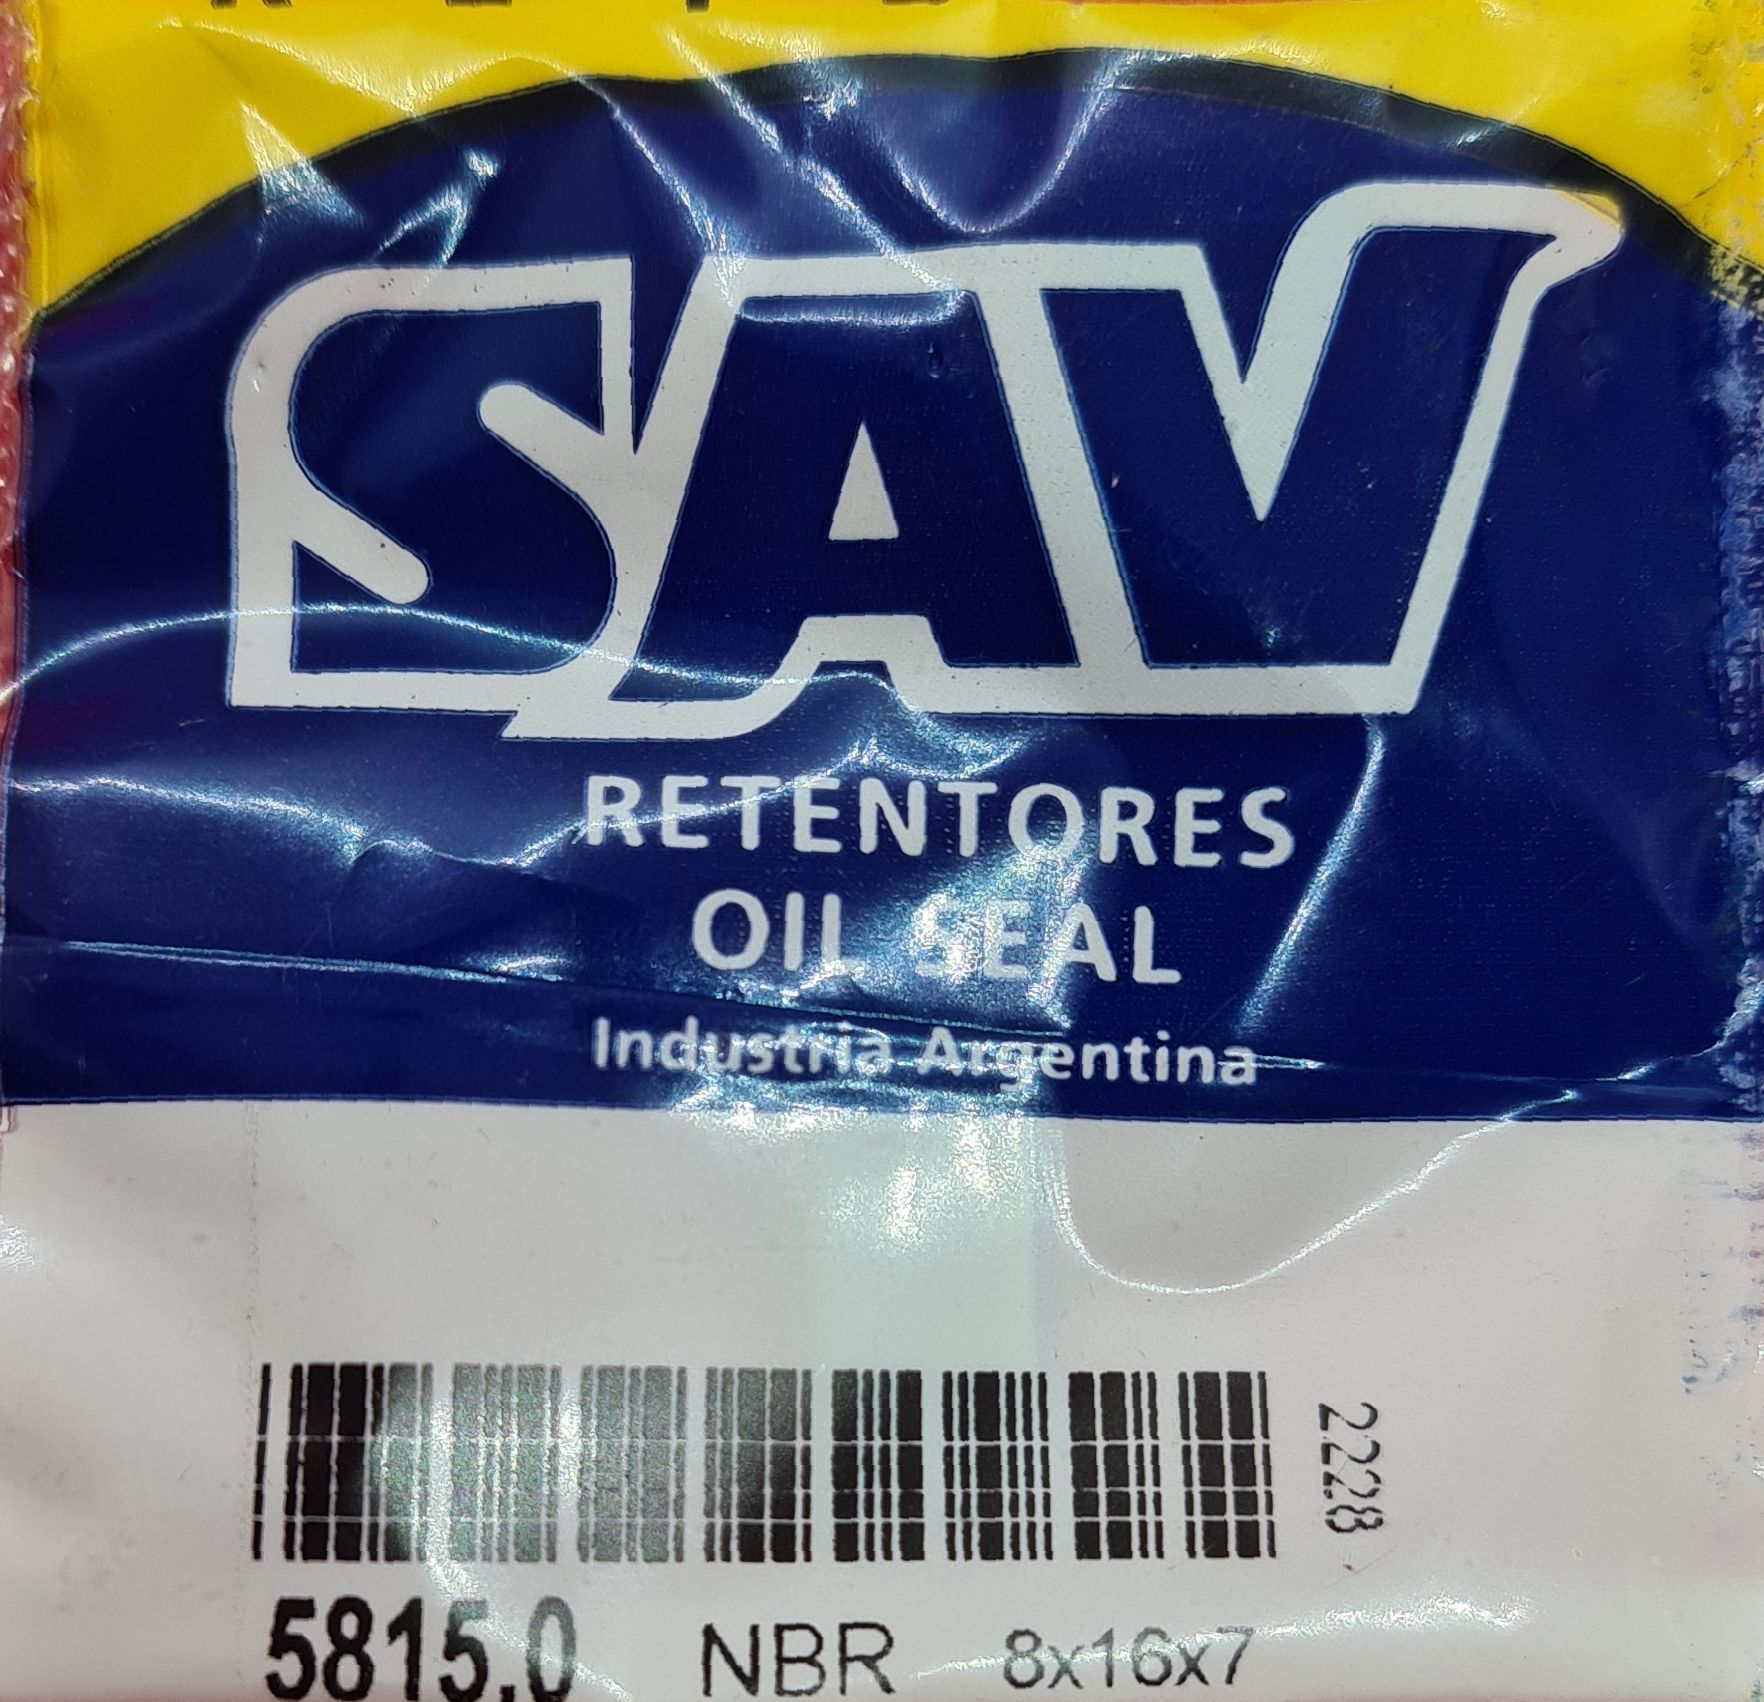 SAV
RETENTORES
OIL SEAL
Industria Argentina
2228
5815.0 NBR 8x16x7